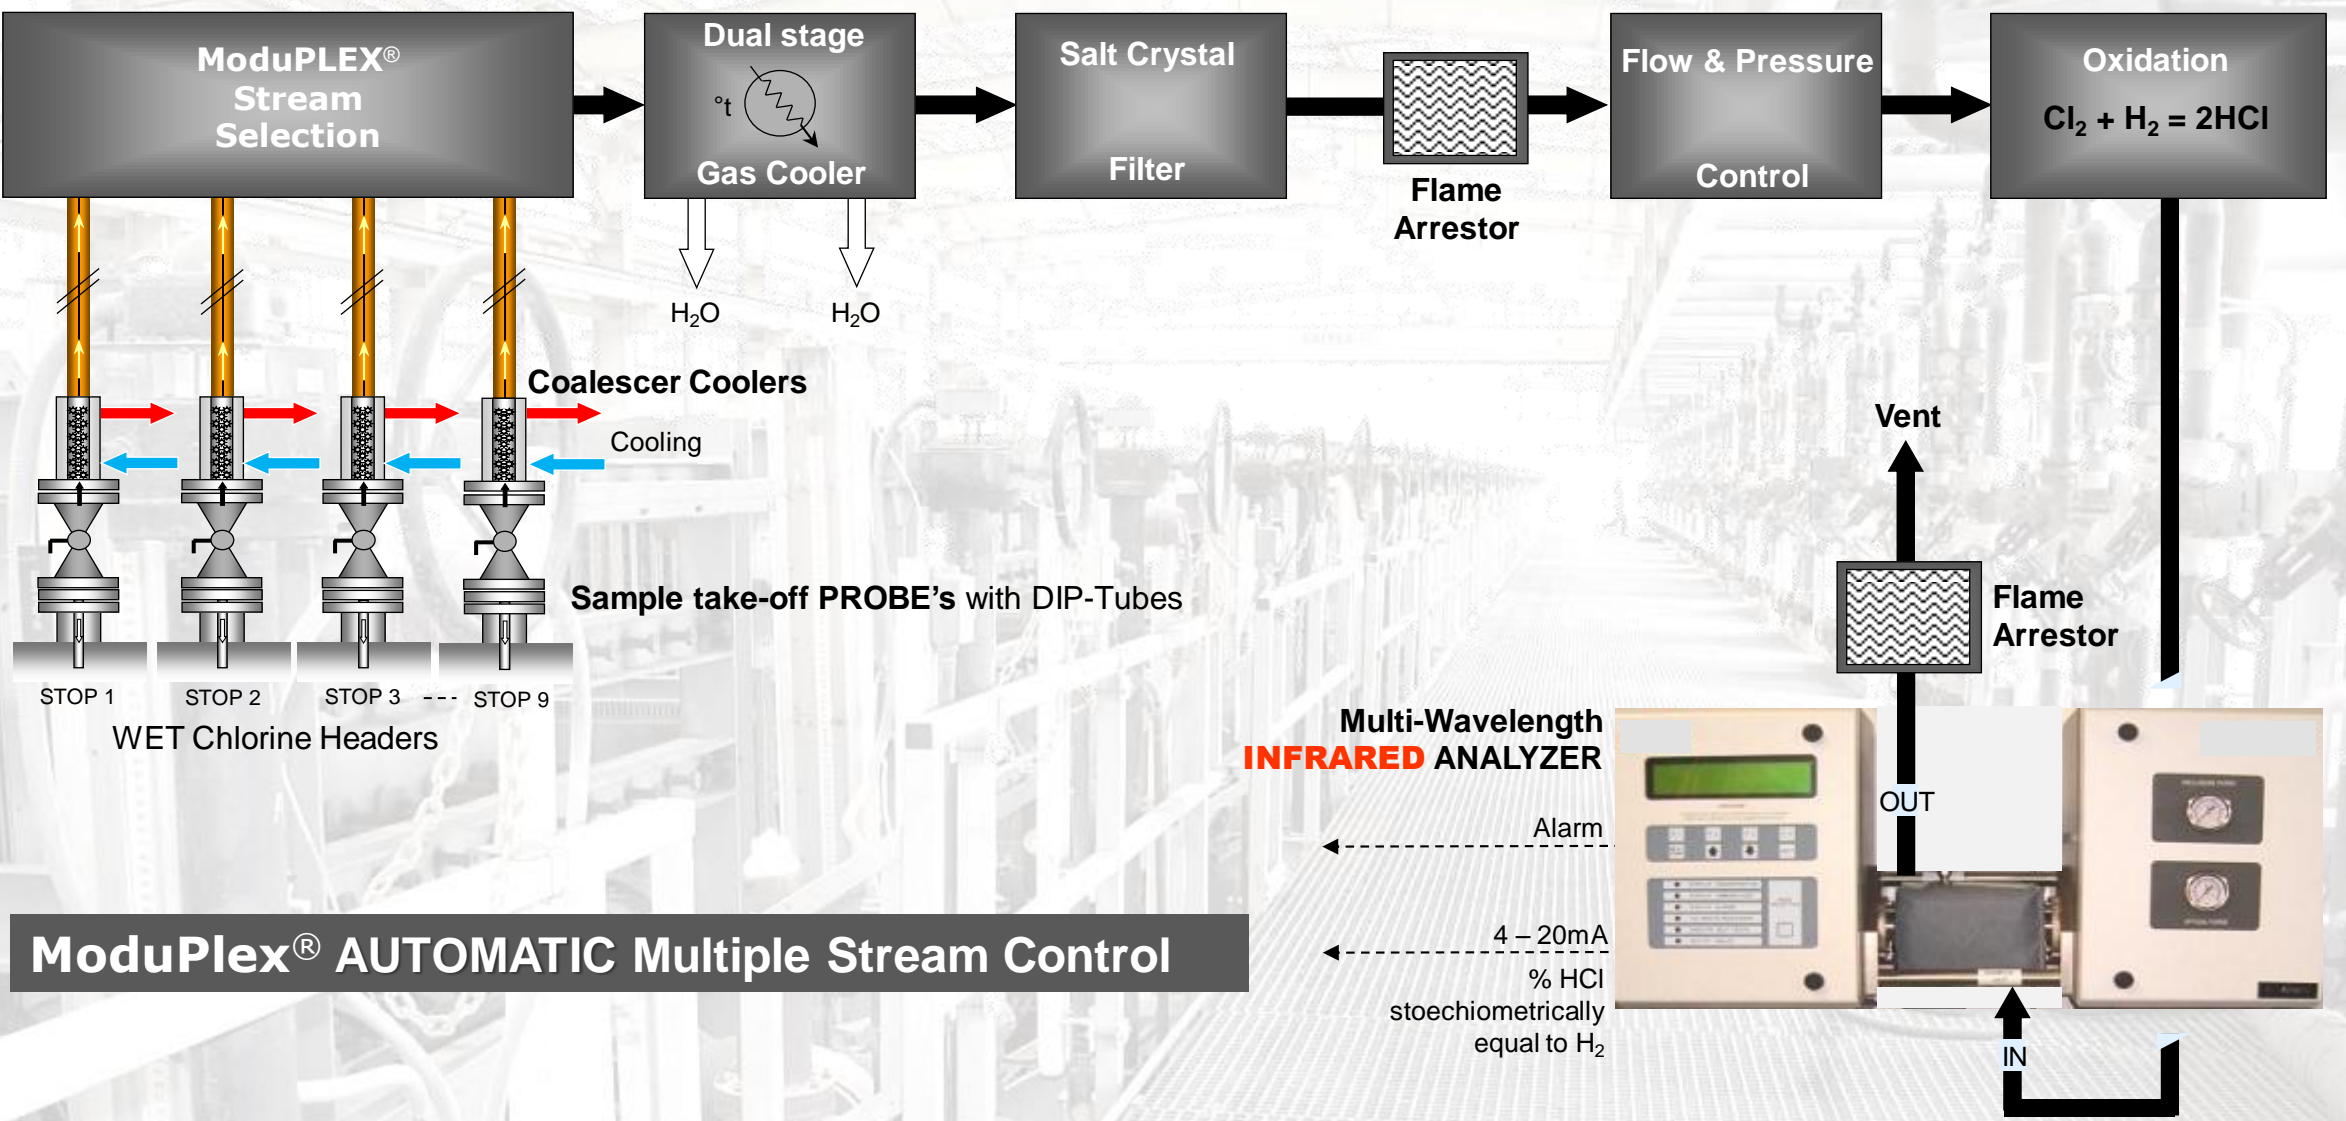 ModuPLEX®
Stream
Selection
Dual stage
°t
Gas Cooler
Salt Crystal
Filter
Flame
Arrestor
Flow & Pressure
Control
Oxidation
Cl₂ + H₂ = 2HCl
H₂O
H₂O
Coalescer Coolers
Cooling
Vent
Sample take-off PROBE's with DIP-Tubes
Flame
Arrestor
STOP 1
STOP 2
STOP 3
---
STOP 9
WET Chlorine Headers
Multi-Wavelength
INFRARED ANALYZER
OUT
Alarm
4 – 20mA
% HCl
stoechiometrically
equal to H₂
IN
ModuPlex® AUTOMATIC Multiple Stream Control